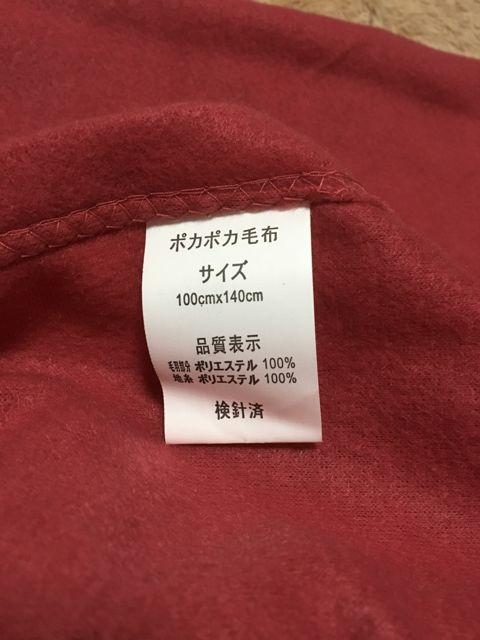 ポカポカ毛布
サイズ
100cmx140cm
品質表示
毛羽部分 ポリエステル 100%
地糸 ポリエステル 100%
検針済